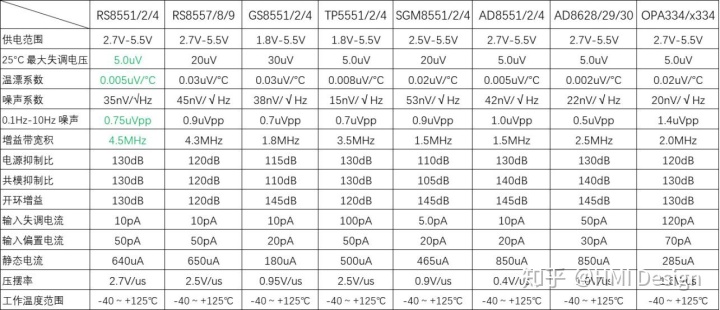 RS8551/2/4 RS8557/8/9 GS8551/2/4 TP5551/2/4 SGM8551/2/4 AD8551/2/4 AD8628/29/30 OPA334/x334
供电范围 2.7V-5.5V 2.7V-5.5V 1.8V-5.5V 1.8V-5.5V 2.5V-5.5V 2.7V-5.5V 2.7V-5.5V 2.7V-5.5V
25°C 最大失调电压 5.0uV 20uV 30uV 5.0uV 20uV 5.0uV 5.0uV 5.0uV
温漂系数 0.005uV/°C 0.03uV/°C 0.03uV/°C 0.008uV/°C 0.02uV/°C 0.005uV/°C 0.002uV/°C 0.02uV/°C
噪声系数 35nV/√Hz 45nV/√Hz 38nV/√Hz 15nV/√Hz 53nV/√Hz 42nV/√Hz 22nV/√Hz 20nV/√Hz
0.1Hz-10Hz 噪声 0.75uVpp 0.9uVpp 0.7uVpp 0.7uVpp 0.9uVpp 1.0uVpp 0.5uVpp 1.4uVpp
增益带宽积 4.5MHz 4.3MHz 1.8MHz 3.5MHz 1.5MHz 1.5MHz 2.5MHz 2.0MHz
电源抑制比 130dB 120dB 115dB 130dB 110dB 130dB 130dB 120dB
共模抑制比 130dB 120dB 130dB 130dB 105dB 140dB 130dB 130dB
开环增益 130dB 120dB 145dB 120dB 145dB 145dB 145dB 130dB
输入失调电流 10pA 10pA 10pA 100pA 5.0pA 20pA 50pA 120pA
输入偏置电流 50pA 50pA 20pA 50pA 20pA 20pA 30pA 70pA
静态电流 640uA 650uA 180uA 500uA 465uA 850uA 850uA 285uA
压摆率 2.7V/us 2.5V/us 0.95V/us 2.5V/us 0.9V/us 0.4V/us
工作温度范围 -40 ~ +125℃ -40 ~ +125℃ -40 ~ +125℃ -40 ~ +125℃ -40 ~ +125℃ -40 ~ +125℃ -40 ~ +125℃ -40 ~ +125℃
知乎 @HMI Design